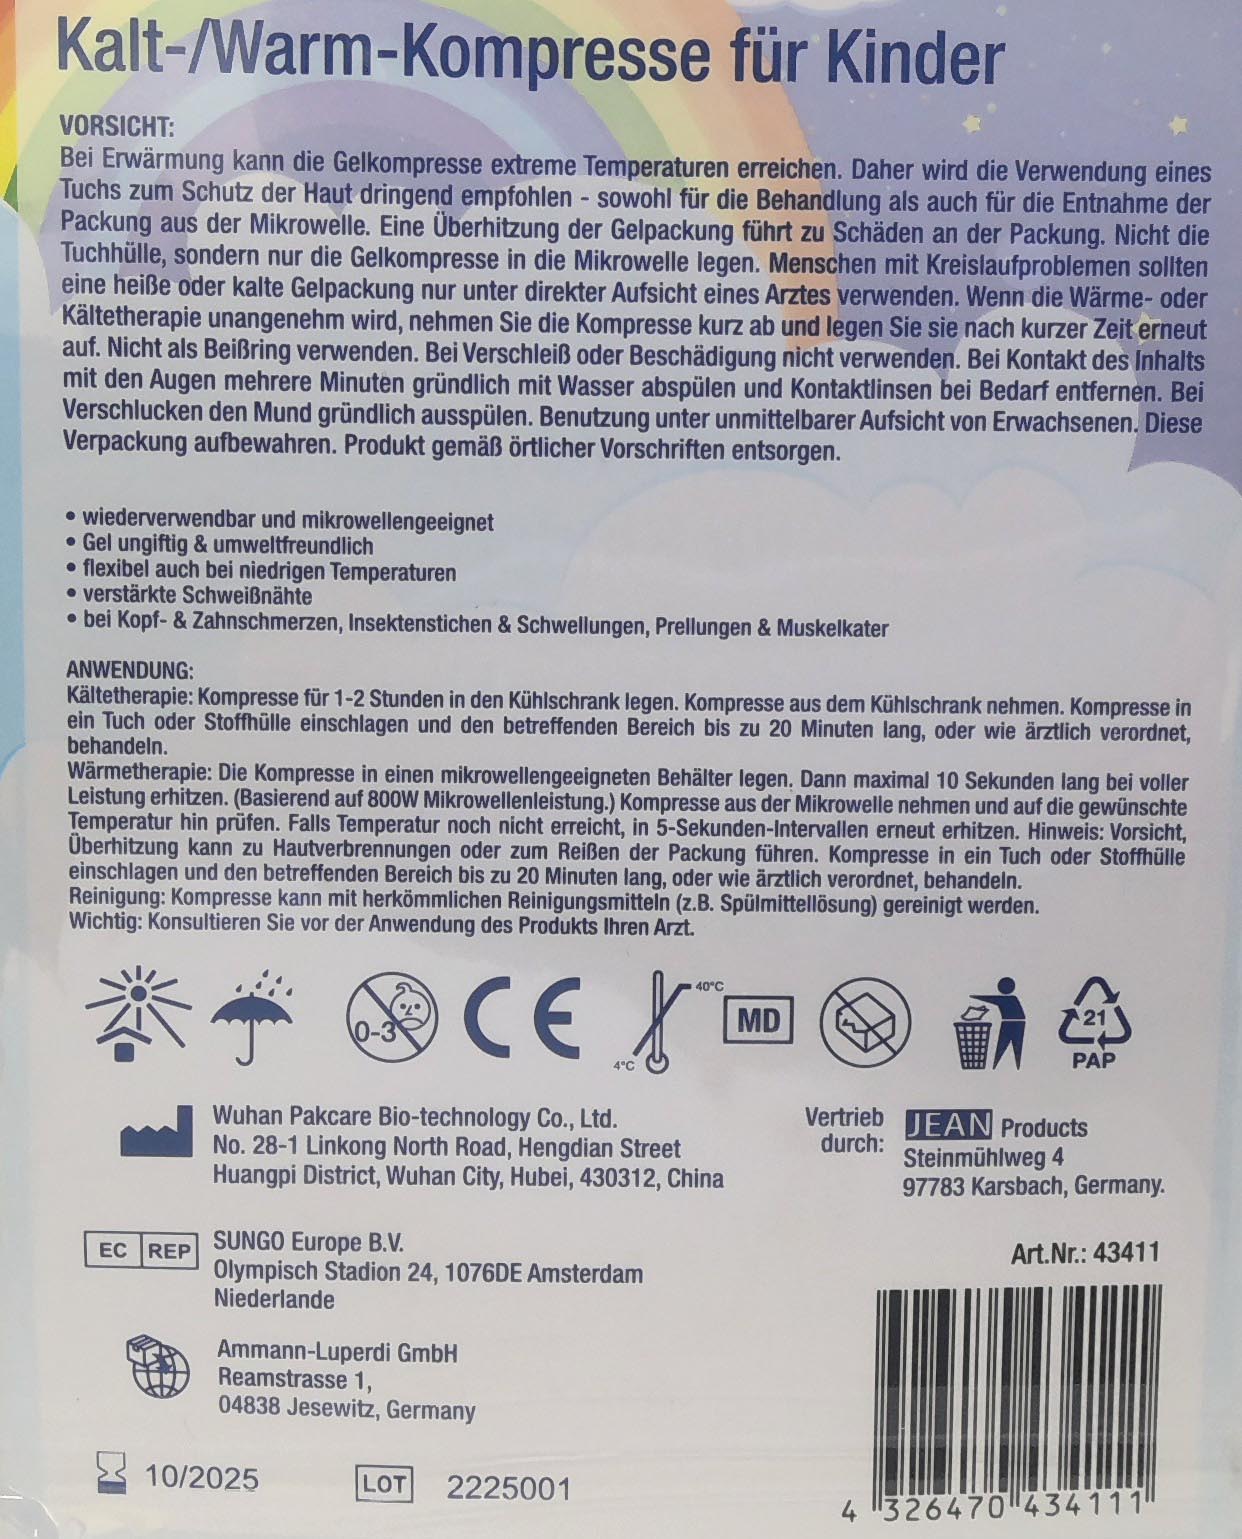 Kalt-/Warm-Kompresse für Kinder
VORSICHT:
Bei Erwärmung kann die Gelkompresse extreme Temperaturen erreichen. Daher wird die Verwendung eines
Tuchs zum Schutz der Haut dringend empfohlen - sowohl für die Behandlung als auch für die Entnahme der
Packung aus der Mikrowelle. Eine Überhitzung der Gelpackung führt zu Schäden an der Packung. Nicht die
Tuchhülle, sondern nur die Gelkompresse in die Mikrowelle legen. Menschen mit Kreislaufproblemen sollten
eine heiße oder kalte Gelpackung nur unter direkter Aufsicht eines Arztes verwenden. Wenn die Wärme- oder
Kältetherapie unangenehm wird, nehmen Sie die Kompresse kurz ab und legen Sie sie nach kurzer Zeit erneut
auf. Nicht als Beißring verwenden. Bei Verschleiß oder Beschädigung nicht verwenden. Bei Kontakt des Inhalts
mit den Augen mehrere Minuten gründlich mit Wasser abspülen und Kontaktlinsen bei Bedarf entfernen. Bei
Verschlucken den Mund gründlich ausspülen. Benutzung unter unmittelbarer Aufsicht von Erwachsenen. Diese
Verpackung aufbewahren. Produkt gemäß örtlicher Vorschriften entsorgen.
• wiederverwendbar und mikrowellengeeignet
• Gel ungiftig & umweltfreundlich
• flexibel auch bei niedrigen Temperaturen
• verstärkte Schweißnähte
• bei Kopf- & Zahnschmerzen, Insektenstichen & Schwellungen, Prellungen & Muskelkater
ANWENDUNG:
Kältetherapie: Kompresse für 1-2 Stunden in den Kühlschrank legen. Kompresse aus dem Kühlschrank nehmen. Kompresse in
ein Tuch oder Stoffhülle einschlagen und den betreffenden Bereich bis zu 20 Minuten lang, oder wie ärztlich verordnet,
behandeln.
Wärmetherapie: Die Kompresse in einen mikrowellengeeigneten Behälter legen. Dann maximal 10 Sekunden lang bei voller
Leistung erhitzen. (Basierend auf 800W Mikrowellenleistung.) Kompresse aus der Mikrowelle nehmen und auf die gewünschte
Temperatur hin prüfen. Falls Temperatur noch nicht erreicht, in 5-Sekunden-Intervallen erneut erhitzen. Hinweis: Vorsicht,
Überhitzung kann zu Hautverbrennungen oder zum Reißen der Packung führen. Kompresse in ein Tuch oder Stoffhülle
einschlagen und den betreffenden Bereich bis zu 20 Minuten lang, oder wie ärztlich verordnet, behandeln.
Reinigung: Kompresse kann mit herkömmlichen Reinigungsmitteln (z.B. Spülmittellösung) gereinigt werden.
Wichtig: Konsultieren Sie vor der Anwendung des Produkts Ihren Arzt.
0-3 CE 4°C 40°C MD 21 PAP
Wuhan Pakcare Bio-technology Co., Ltd.
No. 28-1 Linkong North Road, Hengdian Street
Huangpi District, Wuhan City, Hubei, 430312, China
Vertrieb durch:
JEAN Products
Steinmühlweg 4
97783 Karsbach, Germany.
EC REP
SUNGO Europe B.V.
Olympisch Stadion 24, 1076DE Amsterdam
Niederlande
Art.Nr.: 43411
Ammann-Luperdi GmbH
Reamstrasse 1,
04838 Jesewitz, Germany
10/2025
LOT 2225001
4 326470 434111